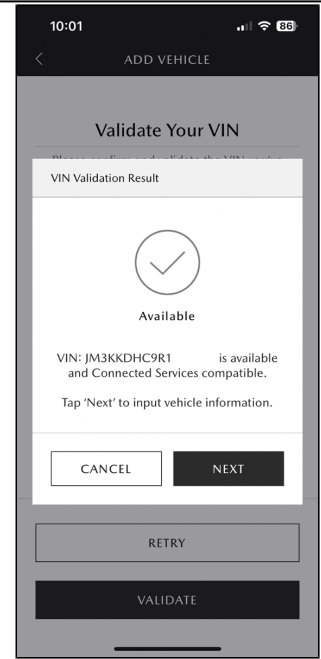 10:01
86
ADD VEHICLE
Validate Your VIN
VIN Validation Result
Available
VIN: JM3KKDHC9R1 is available
and Connected Services compatible.
Tap ‘Next’ to input vehicle information.
CANCEL NEXT
RETRY
VALIDATE